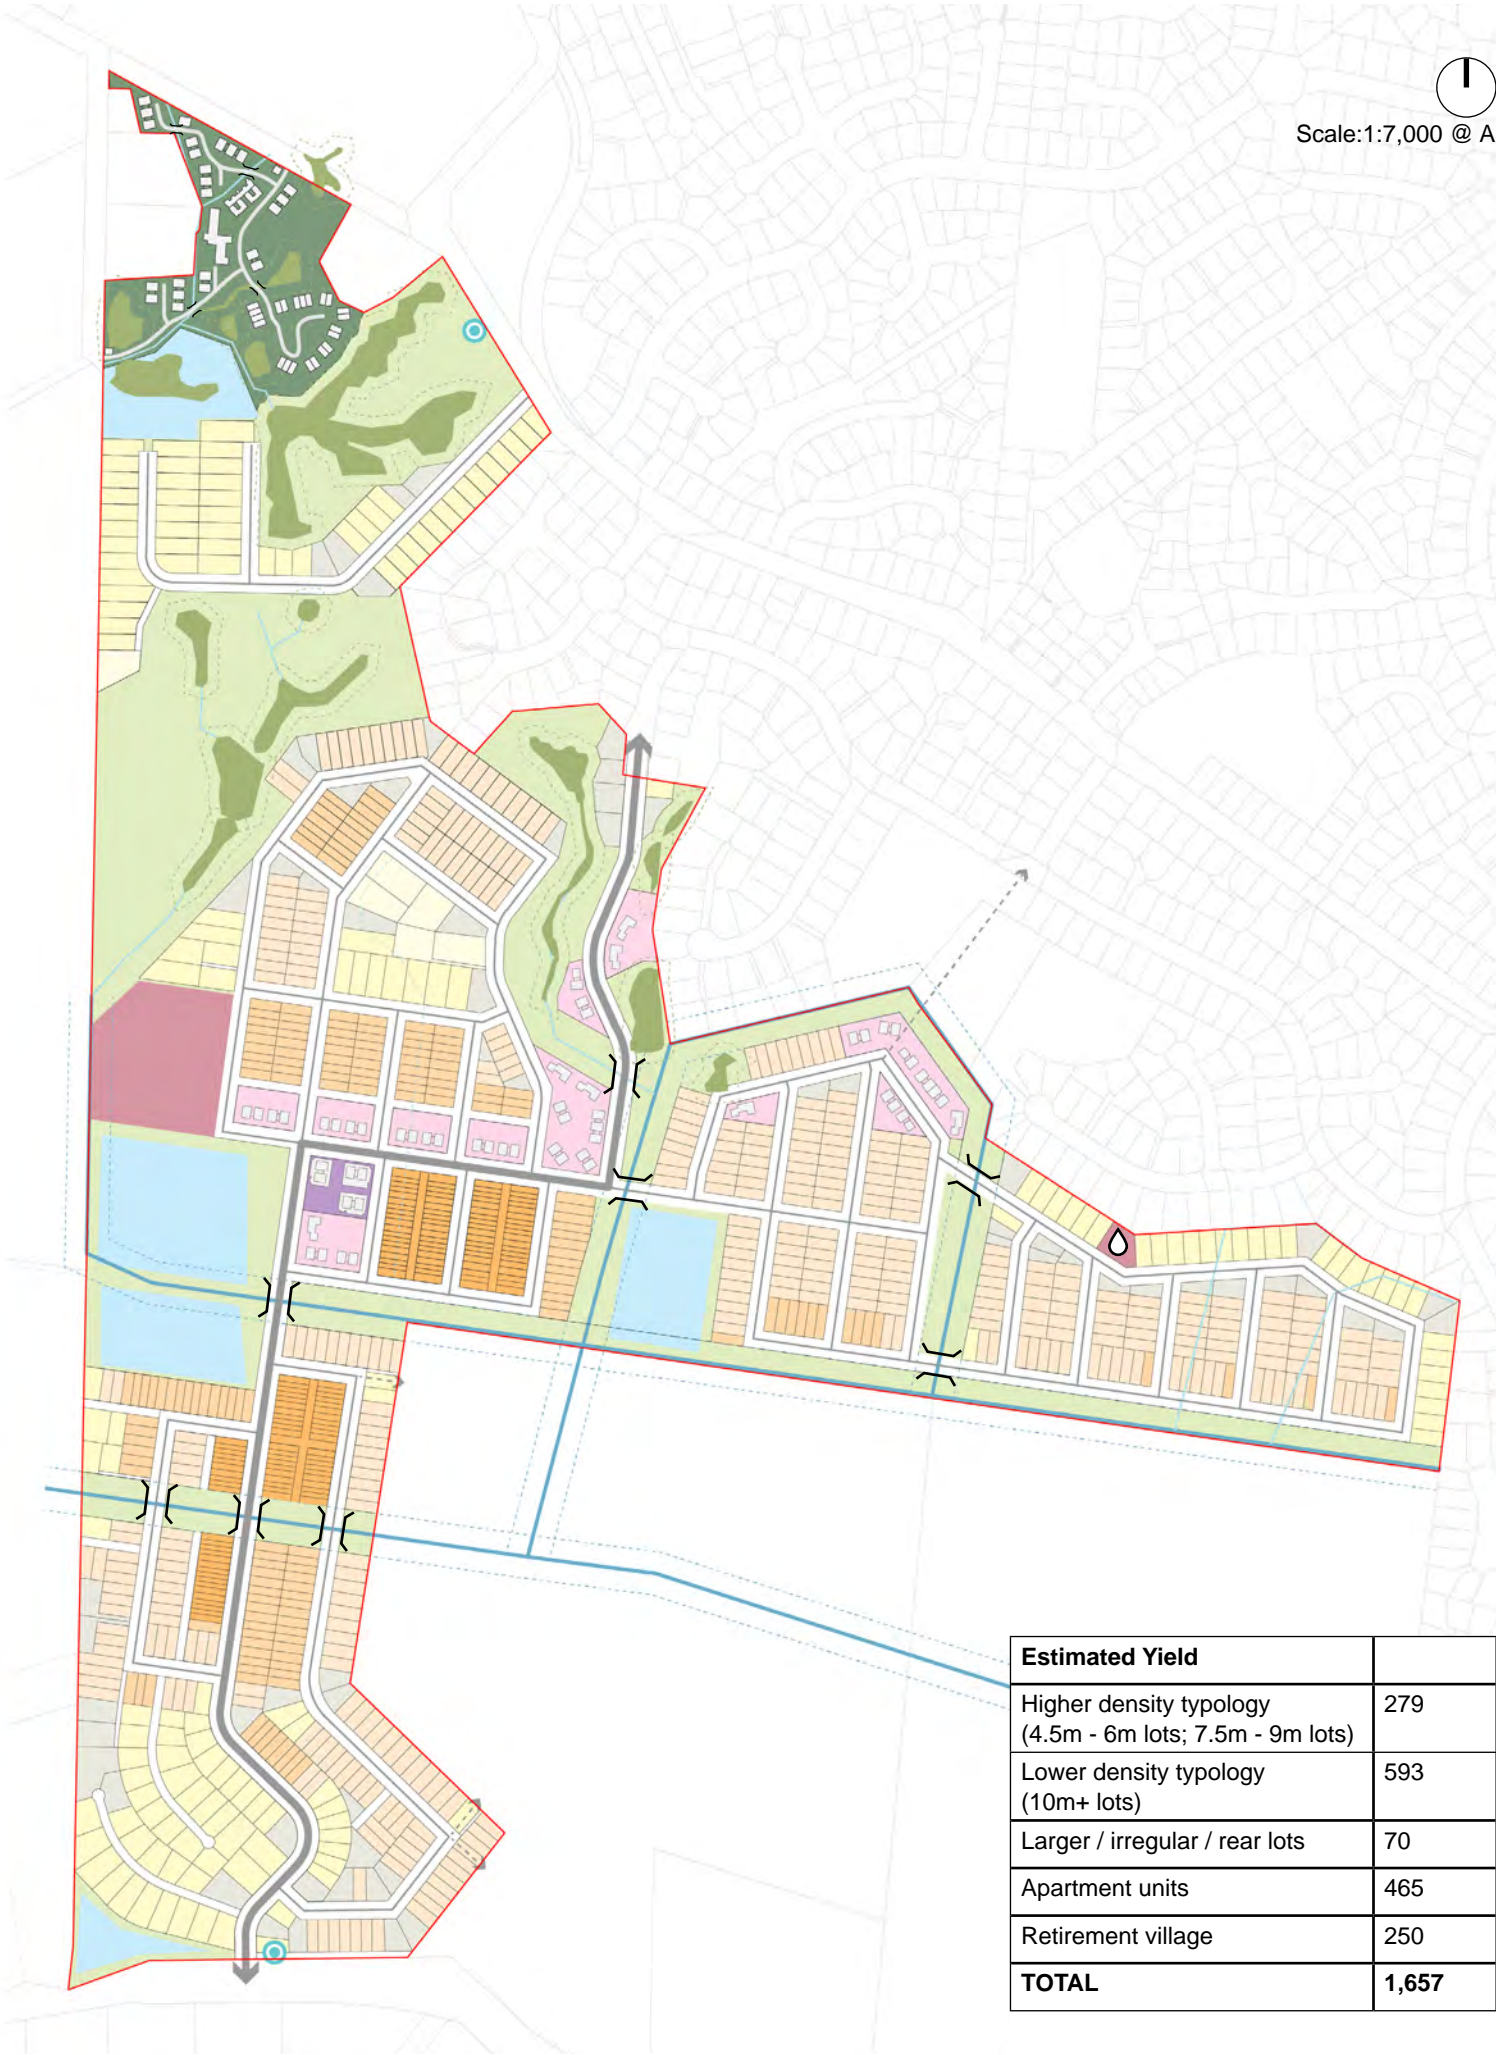 Scale:1:7,000 @ A
Estimated Yield
Higher density typology 279
(4.5m - 6m lots; 7.5m - 9m lots)
Lower density typology 593
(10m+ lots)
Larger / irregular / rear lots 70
Apartment units 465
Retirement village 250
TOTAL 1,657